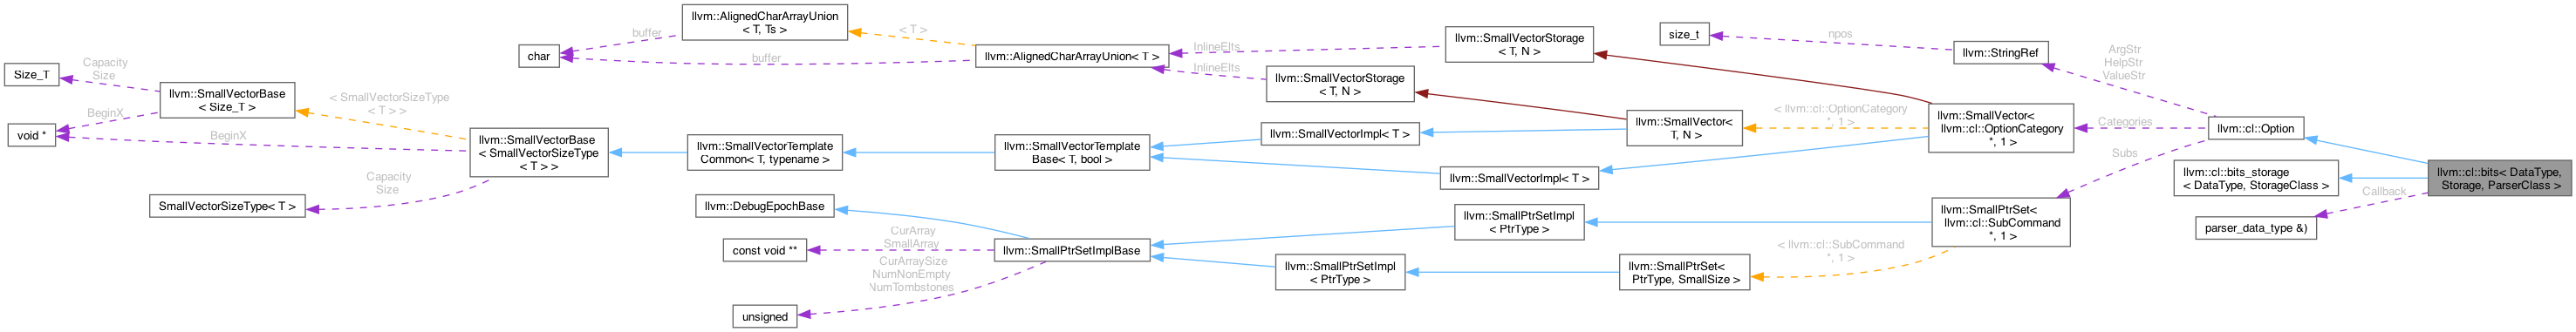 Size_T
void *
Capacity
Size
BeginX
llvm::SmallVectorBase
< Size_T >
BeginX
SmallVectorSizeType< T >
< SmallVectorSizeType
< T > >
Capacity
Size
llvm::SmallVectorBase
< SmallVectorSizeType
< T > >
char
buffer
llvm::AlignedCharArrayUnion
< T, Ts >
buffer
< T >
llvm::SmallVectorTemplate
Common< T, typename >
llvm::DebugEpochBase
const void **
unsigned
CurArray
SmallArray
CurArraySize
NumNonEmpty
NumTombstones
llvm::AlignedCharArrayUnion< T >
llvm::SmallVectorTemplate
Base< T, bool >
llvm::SmallPtrSetImplBase
InlineElts
InlineElts
llvm::SmallVectorStorage
< T, N >
llvm::SmallVectorStorage
< T, N >
llvm::SmallVectorImpl< T >
llvm::SmallVectorImpl< T >
llvm::SmallPtrSetImpl
< PtrType >
llvm::SmallPtrSetImpl
< PtrType >
size_t
llvm::SmallVector<
T, N >
llvm::SmallPtrSet<
PtrType, SmallSize >
npos
< llvm::cl::OptionCategory
*, 1 >
< llvm::cl::SubCommand
*, 1 >
llvm::StringRef
llvm::SmallVector<
llvm::cl::OptionCategory
*, 1 >
llvm::SmallPtrSet<
llvm::cl::SubCommand
*, 1 >
ArgStr
HelpStr
ValueStr
Categories
Subs
llvm::cl::Option
llvm::cl::bits_storage
< DataType, StorageClass >
parser_data_type &)
Callback
llvm::cl::bits< DataType,
Storage, ParserClass >